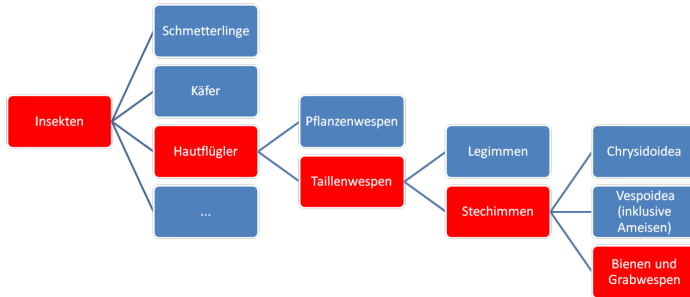 Schmetterlinge
Käfer
Insekten
Hautflügler
...
Pflanzenwespen
Taillenwespen
Legimmen
Stechimmen
Chrysidoidea
Vespoidea
(inklusive
Ameisen)
Bienen und
Grabwespen